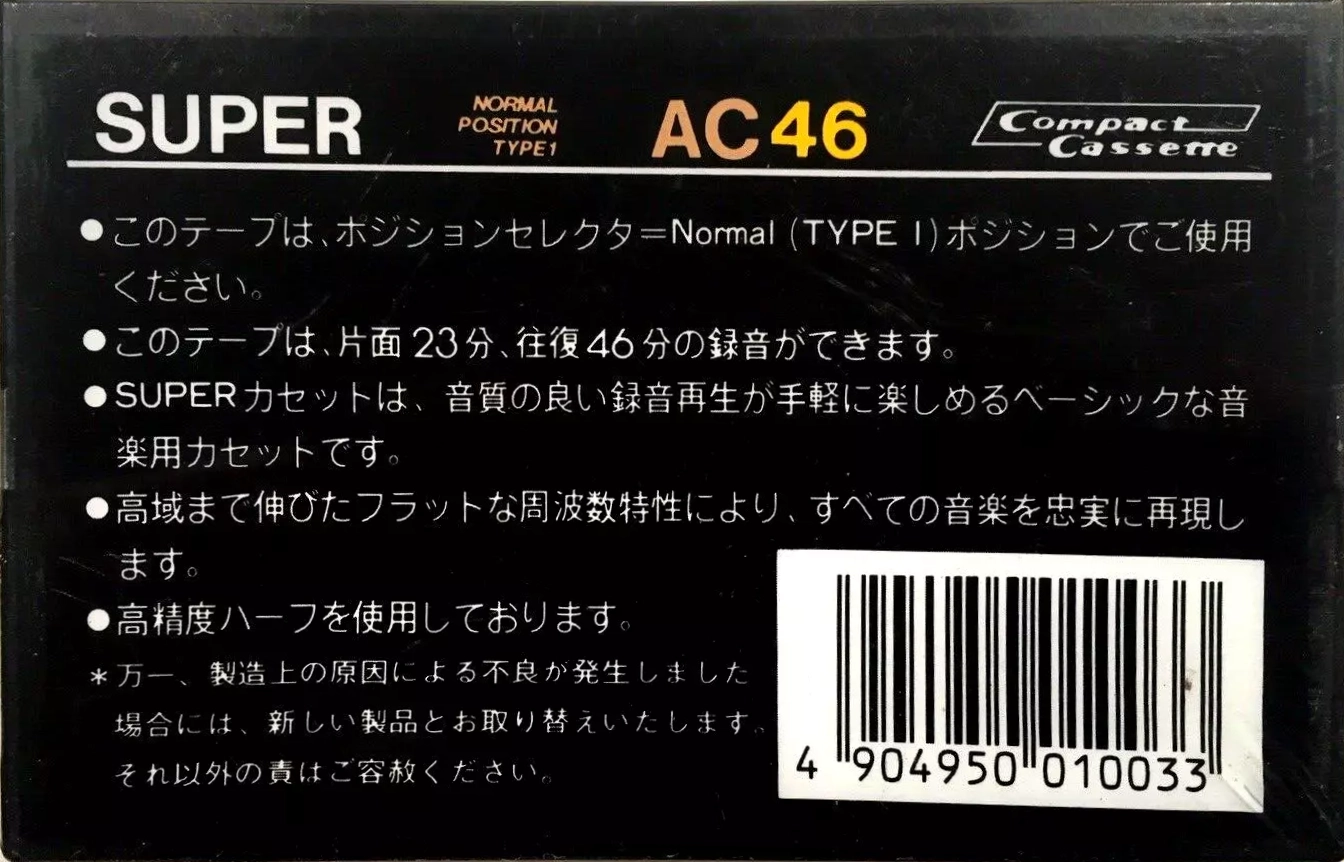 SUPER NORMAL POSITION TYPE1 AC46 Compact Cassette
●このテープは、ポジションセレクタ=Normal (TYPE I)ポジションでご使用
ください。
●このテープは、片面23分、往復46分の録音ができます。
●SUPERカセットは、音質の良い録音再生が手軽に楽しめるベーシックな音
楽用カセットです。
●高域まで伸びたフラットな周波数特性により、すべての音楽を忠実に再現し
ます。
●高精度ハーフを使用しております。
*万一、製造上の原因による不良が発生しました
場合には、新しい製品とお取り替えいたします。
それ以外の責はご容赦ください。
4 904950 010033